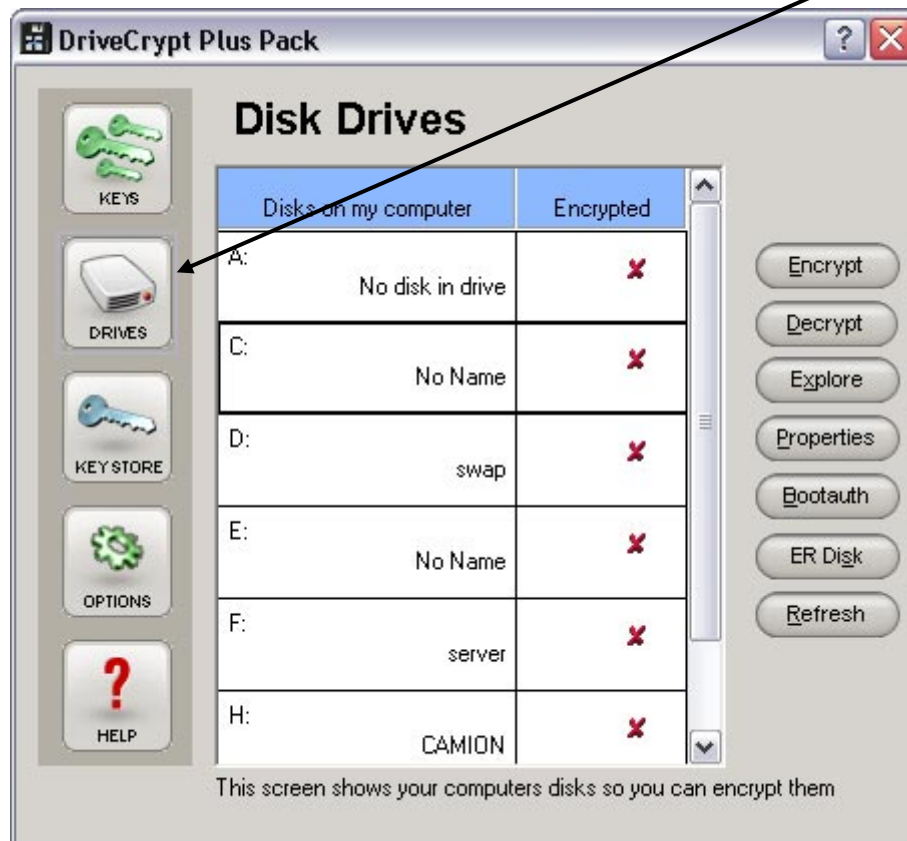 DriveCrypt Plus Pack
?
Disk Drives
KEYS
DRIVES
KEYSTORE
OPTIONS
?
HELP
Disks on my computer Encrypted
A:
No disk in drive
C:
No Name
D:
swap
E:
No Name
F:
server
H:
CAMION
Encrypt
Decrypt
Explore
Properties
Bootauth
ER Disk
Refresh
This screen shows your computers disks so you can encrypt them